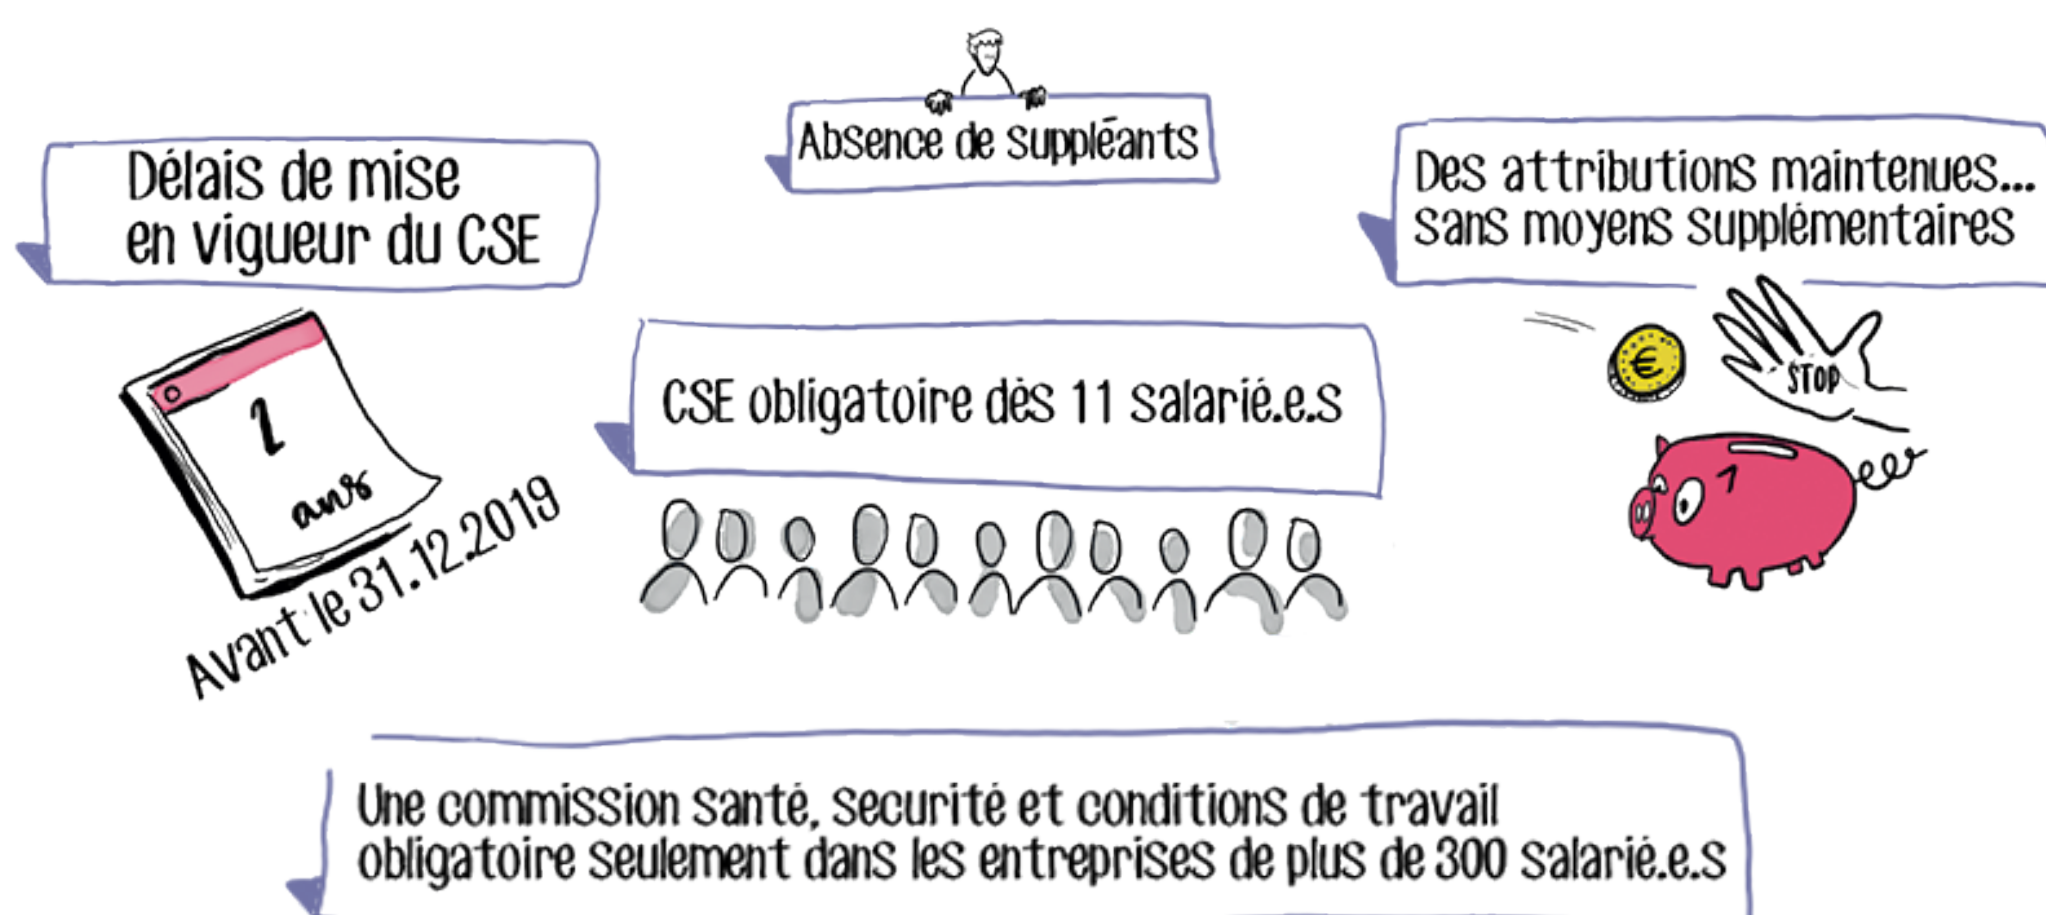 Absence de suppléants
Délais de mise
en vigueur du CSE
Des attributions maintenues...
sans moyens supplémentaires
2
ans
Avant le 31.12.2019
CSE obligatoire dès 11 salarié.e.s
€
STOP
Une commission santé, securité et conditions de travail
obligatoire seulement dans les entreprises de plus de 300 salarié.e.s